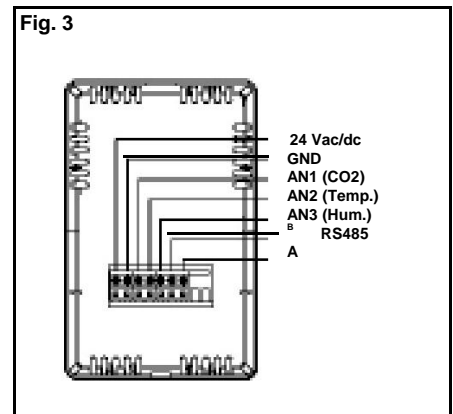 Fig. 3
24 Vac/dc
GND
AN1 (CO2)
AN2 (Temp.)
AN3 (Hum.)
B RS485
A